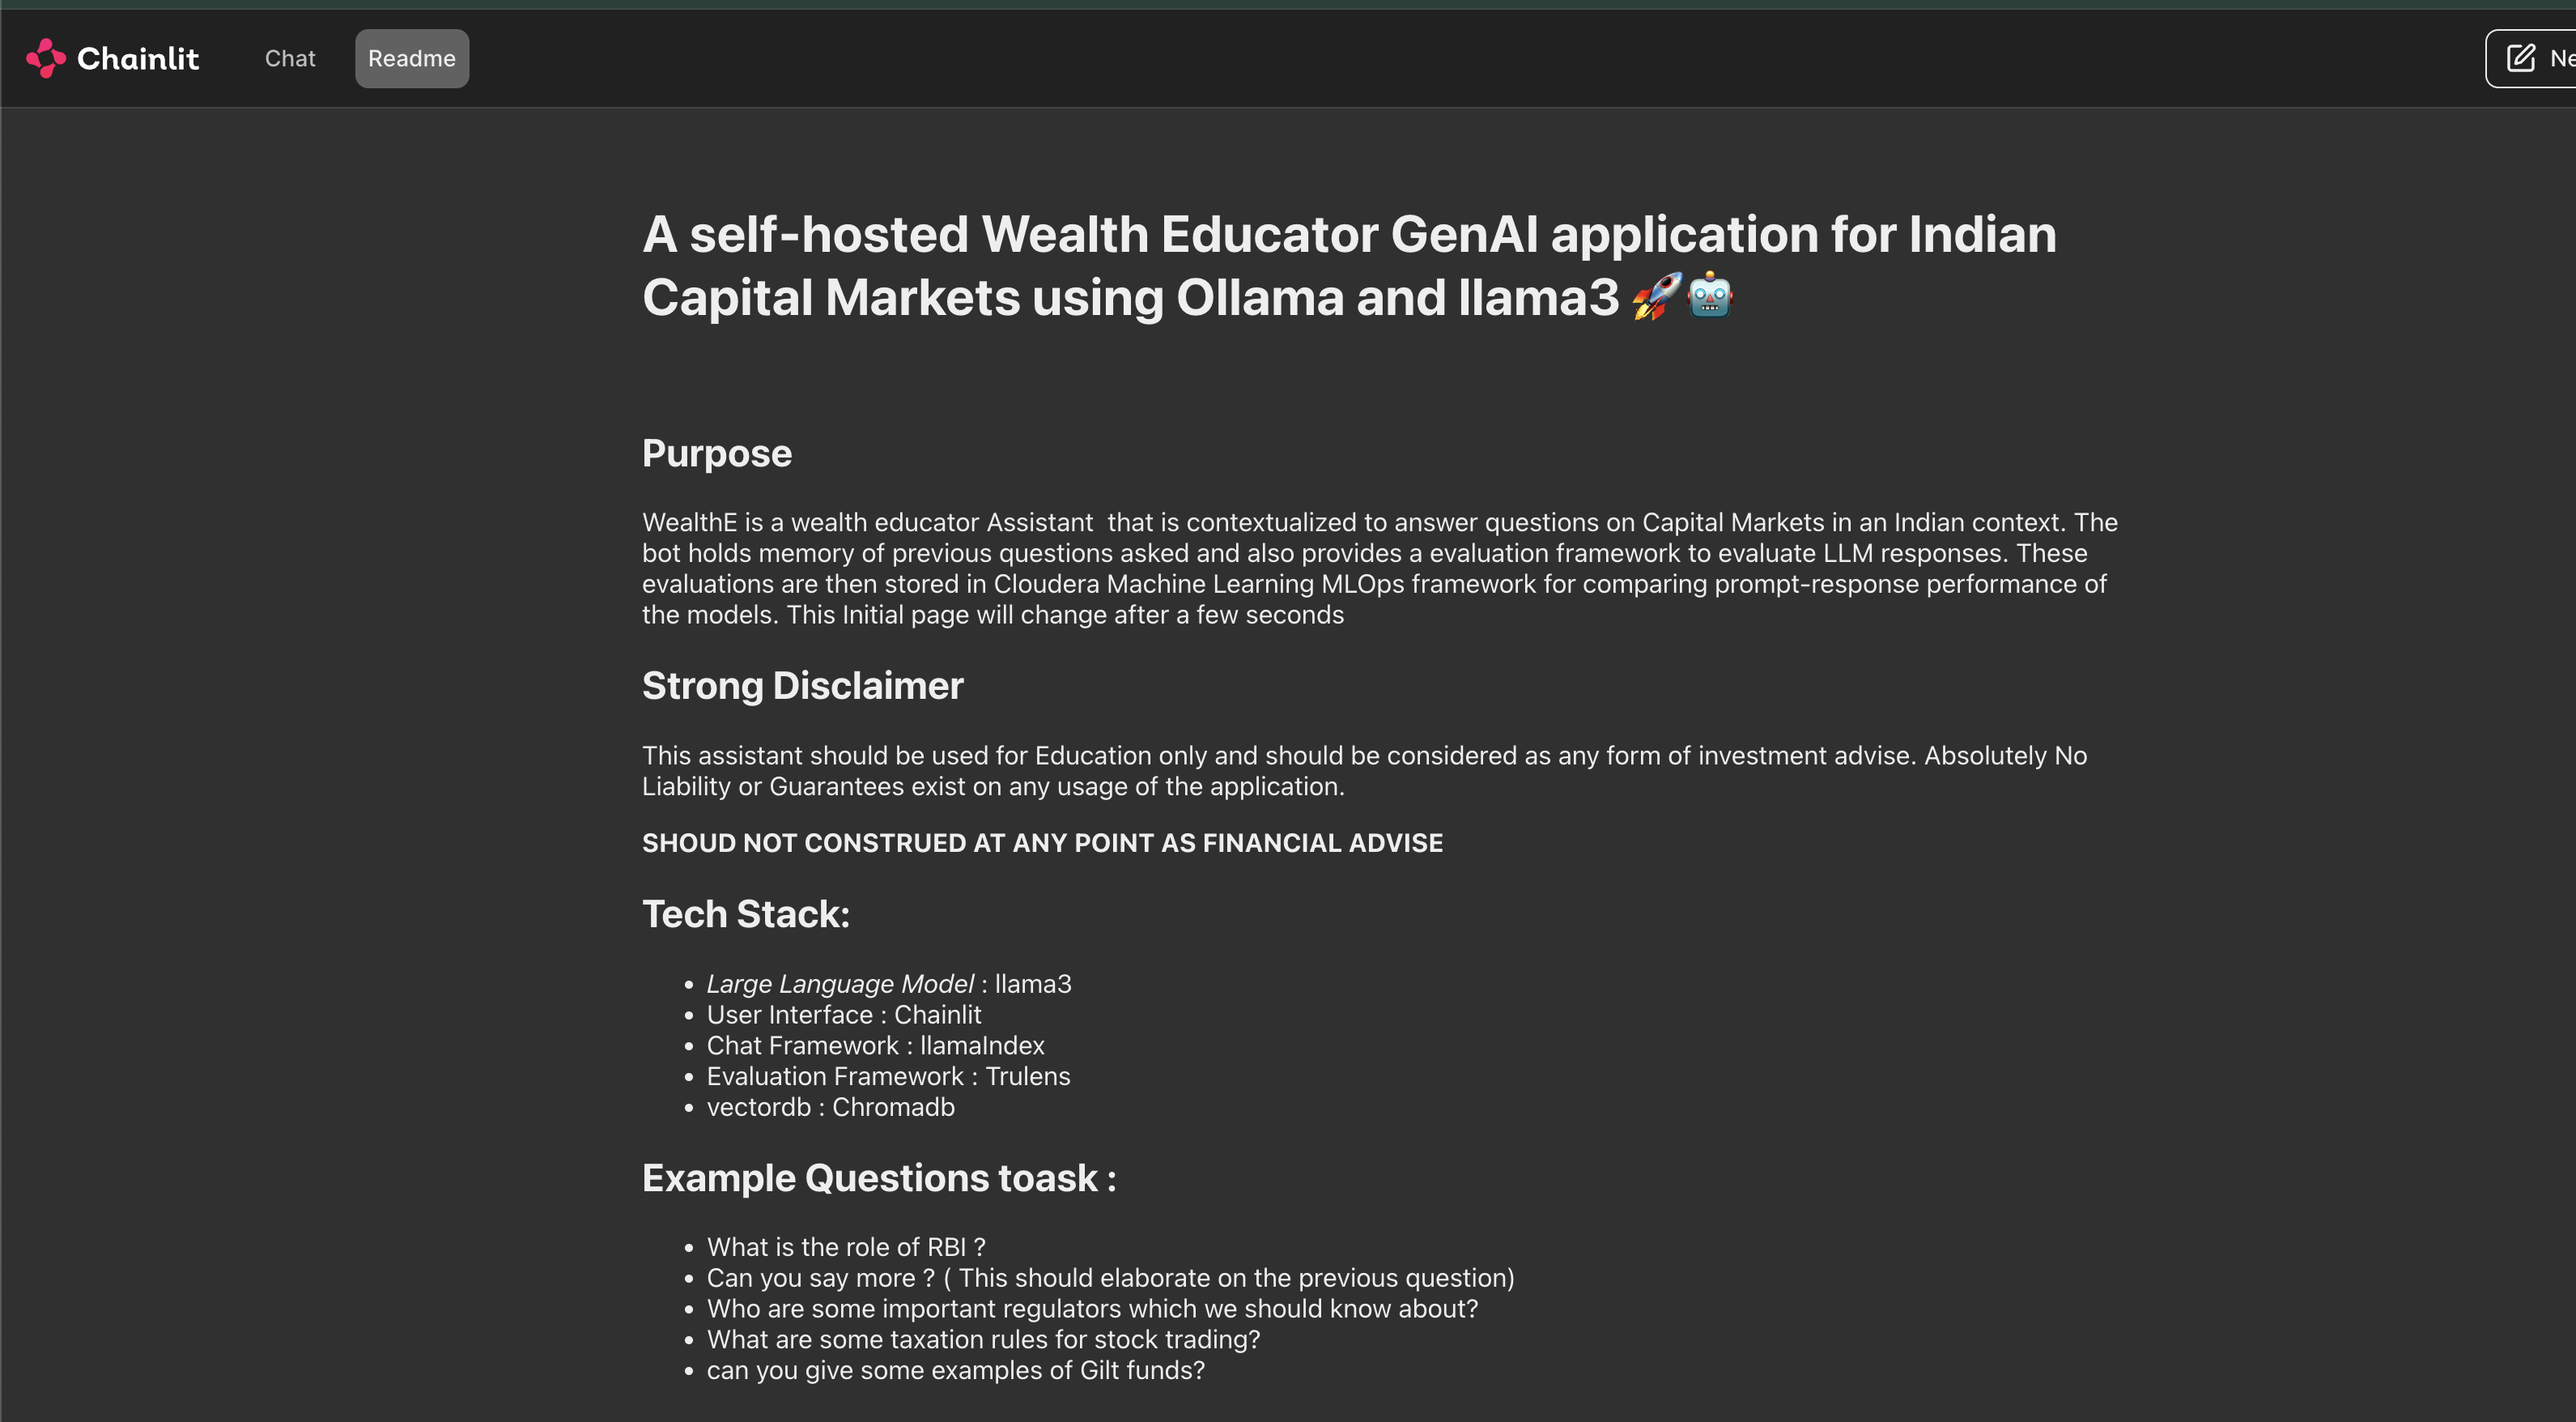 Chainlit Chat Readme Ne
A self-hosted Wealth Educator GenAI application for Indian
Capital Markets using Ollama and llama3 🚀🤖
Purpose
WealthE is a wealth educator Assistant  that is contextualized to answer questions on Capital Markets in an Indian context. The
bot holds memory of previous questions asked and also provides a evaluation framework to evaluate LLM responses. These
evaluations are then stored in Cloudera Machine Learning MLOps framework for comparing prompt-response performance of
the models. This Initial page will change after a few seconds
Strong Disclaimer
This assistant should be used for Education only and should be considered as any form of investment advise. Absolutely No
Liability or Guarantees exist on any usage of the application.
SHOUD NOT CONSTRUED AT ANY POINT AS FINANCIAL ADVISE
Tech Stack:
• Large Language Model : llama3
• User Interface : Chainlit
• Chat Framework : llamaIndex
• Evaluation Framework : Trulens
• vectordb : Chromadb
Example Questions toask :
• What is the role of RBI ?
• Can you say more ? ( This should elaborate on the previous question)
• Who are some important regulators which we should know about?
• What are some taxation rules for stock trading?
• can you give some examples of Gilt funds?